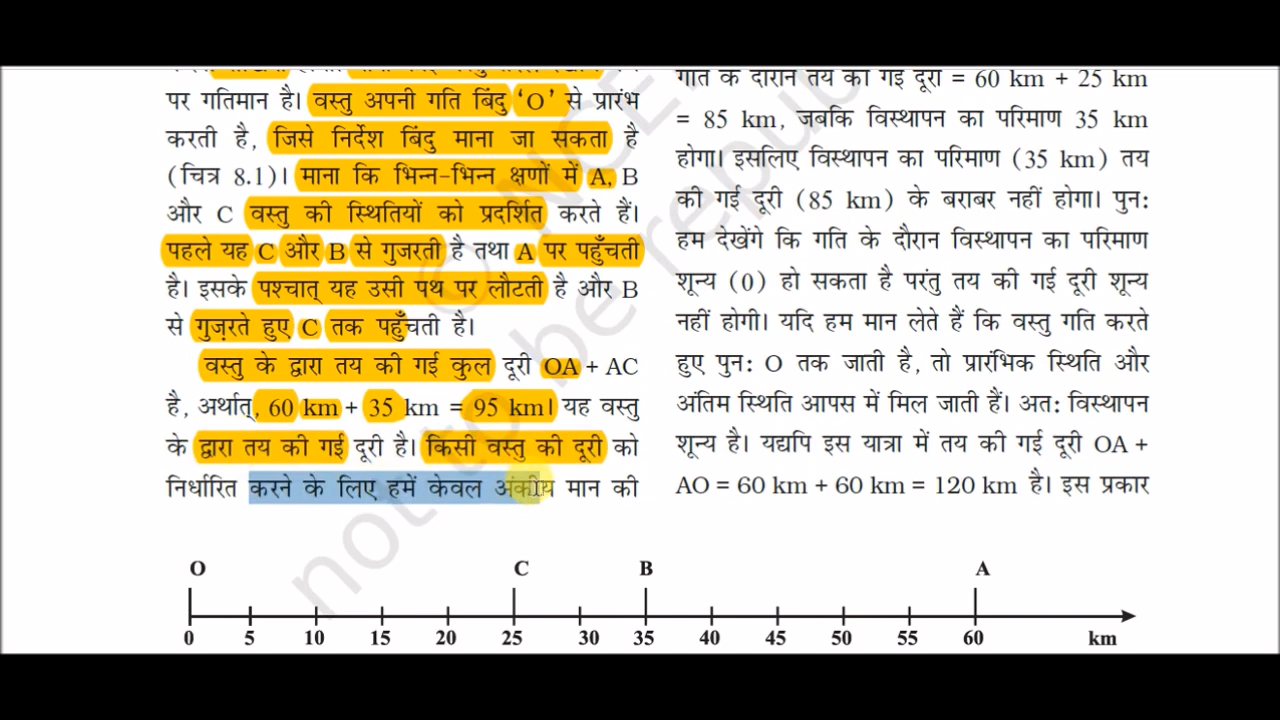 पर गतिमान है। वस्तु अपनी गति बिंदु ‘O’ से प्रारंभ
करती है, जिसे निर्देश बिंदु माना जा सकता है
(चित्र 8.1)। माना कि भिन्न-भिन्न क्षणों में A, B
और C वस्तु की स्थितियों को प्रदर्शित करते हैं।
पहले यह C और B से गुजरती है तथा A पर पहुँचती
है। इसके पश्चात् यह उसी पथ पर लौटती है और B
से गुज़रते हुए C तक पहुँचती है।
वस्तु के द्वारा तय की गई कुल दूरी OA + AC
है, अर्थात्, 60 km + 35 km = 95 km। यह वस्तु
के द्वारा तय की गई दूरी है। किसी वस्तु की दूरी को
निर्धारित करने के लिए हमें केवल अंकीय मान की
गति के दौरान तय की गई दूरी = 60 km + 25 km
= 85 km, जबकि विस्थापन का परिमाण 35 km
होगा। इसलिए विस्थापन का परिमाण (35 km) तय
की गई दूरी (85 km) के बराबर नहीं होगा। पुन:
हम देखेंगे कि गति के दौरान विस्थापन का परिमाण
शून्य (0) हो सकता है परंतु तय की गई दूरी शून्य
नहीं होगी। यदि हम मान लेते हैं कि वस्तु गति करते
हुए पुन: O तक जाती है, तो प्रारंभिक स्थिति और
अंतिम स्थिति आपस में मिल जाती हैं। अत: विस्थापन
शून्य है। यद्यपि इस यात्रा में तय की गई दूरी OA +
AO = 60 km + 60 km = 120 km है। इस प्रकार
O C B A
0 5 10 15 20 25 30 35 40 45 50 55 60 km
not to be republ
© NCE